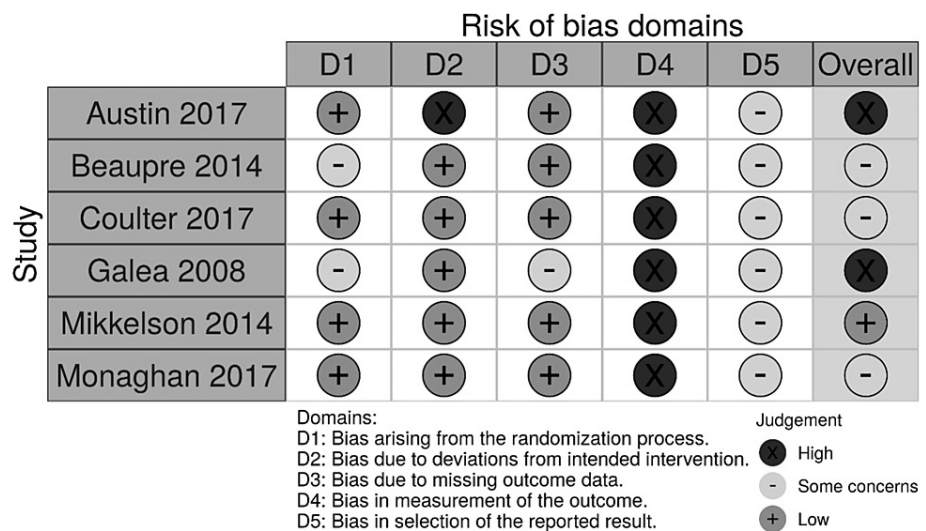 Risk of bias domains
D1 D2 D3 D4 D5 Overall
Study
Austin 2017 + X + X - X
Beaupre 2014 - + + X - -
Coulter 2017 + + + X - -
Galea 2008 - + - X - X
Mikkelson 2014 + + + X - +
Monaghan 2017 + + + X - -
Domains:
D1: Bias arising from the randomization process.
D2: Bias due to deviations from intended intervention.
D3: Bias due to missing outcome data.
D4: Bias in measurement of the outcome.
D5: Bias in selection of the reported result.
Judgement
X High
- Some concerns
+ Low